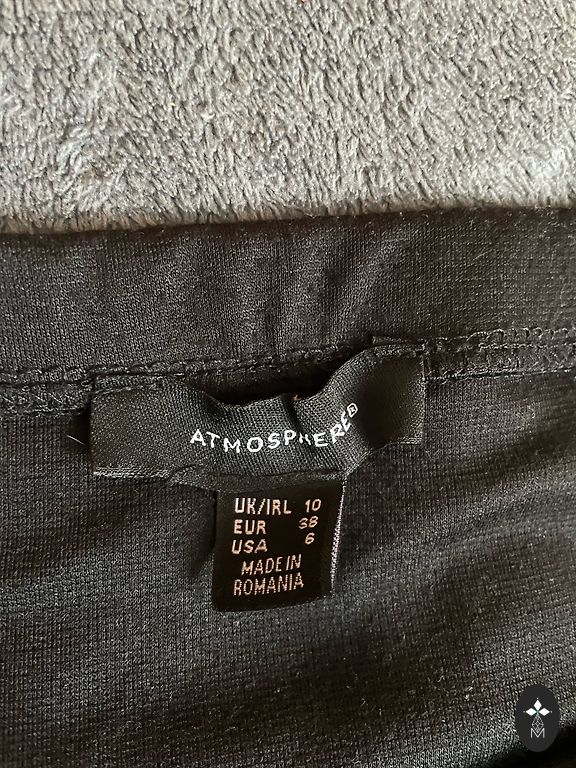 ATMOSPHERE®
UK/IRL 10
EUR 38
USA 6
MADE IN
ROMANIA
M